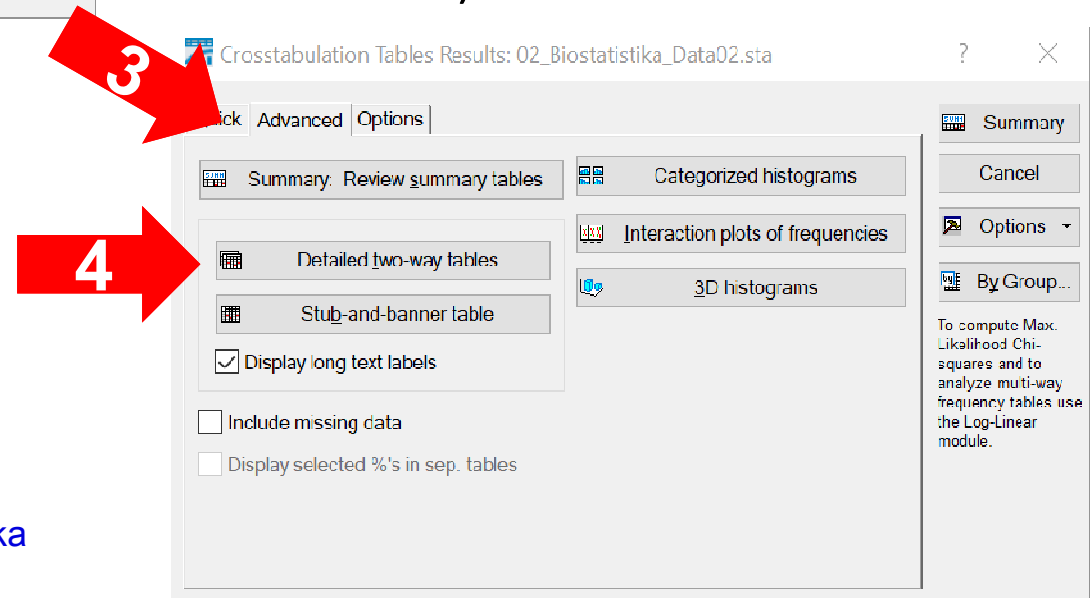 3
Crosstabulation Tables Results: 02_Biostatistika_Data02.sta
? ×
ick Advanced Options
Summary: Review summary tables
Categorized histograms
Detailed two-way tables
Interaction plots of frequencies
Stub-and-banner table
3D histograms
Display long text labels
Include missing data
Display selected %'s in sep. tables
Summary
Cancel
Options
By Group...
To compute Max.
Likelihood Chi-
squares and to
analyze multi-way
frequency tables use
the Log-Linear
module.
4
ka